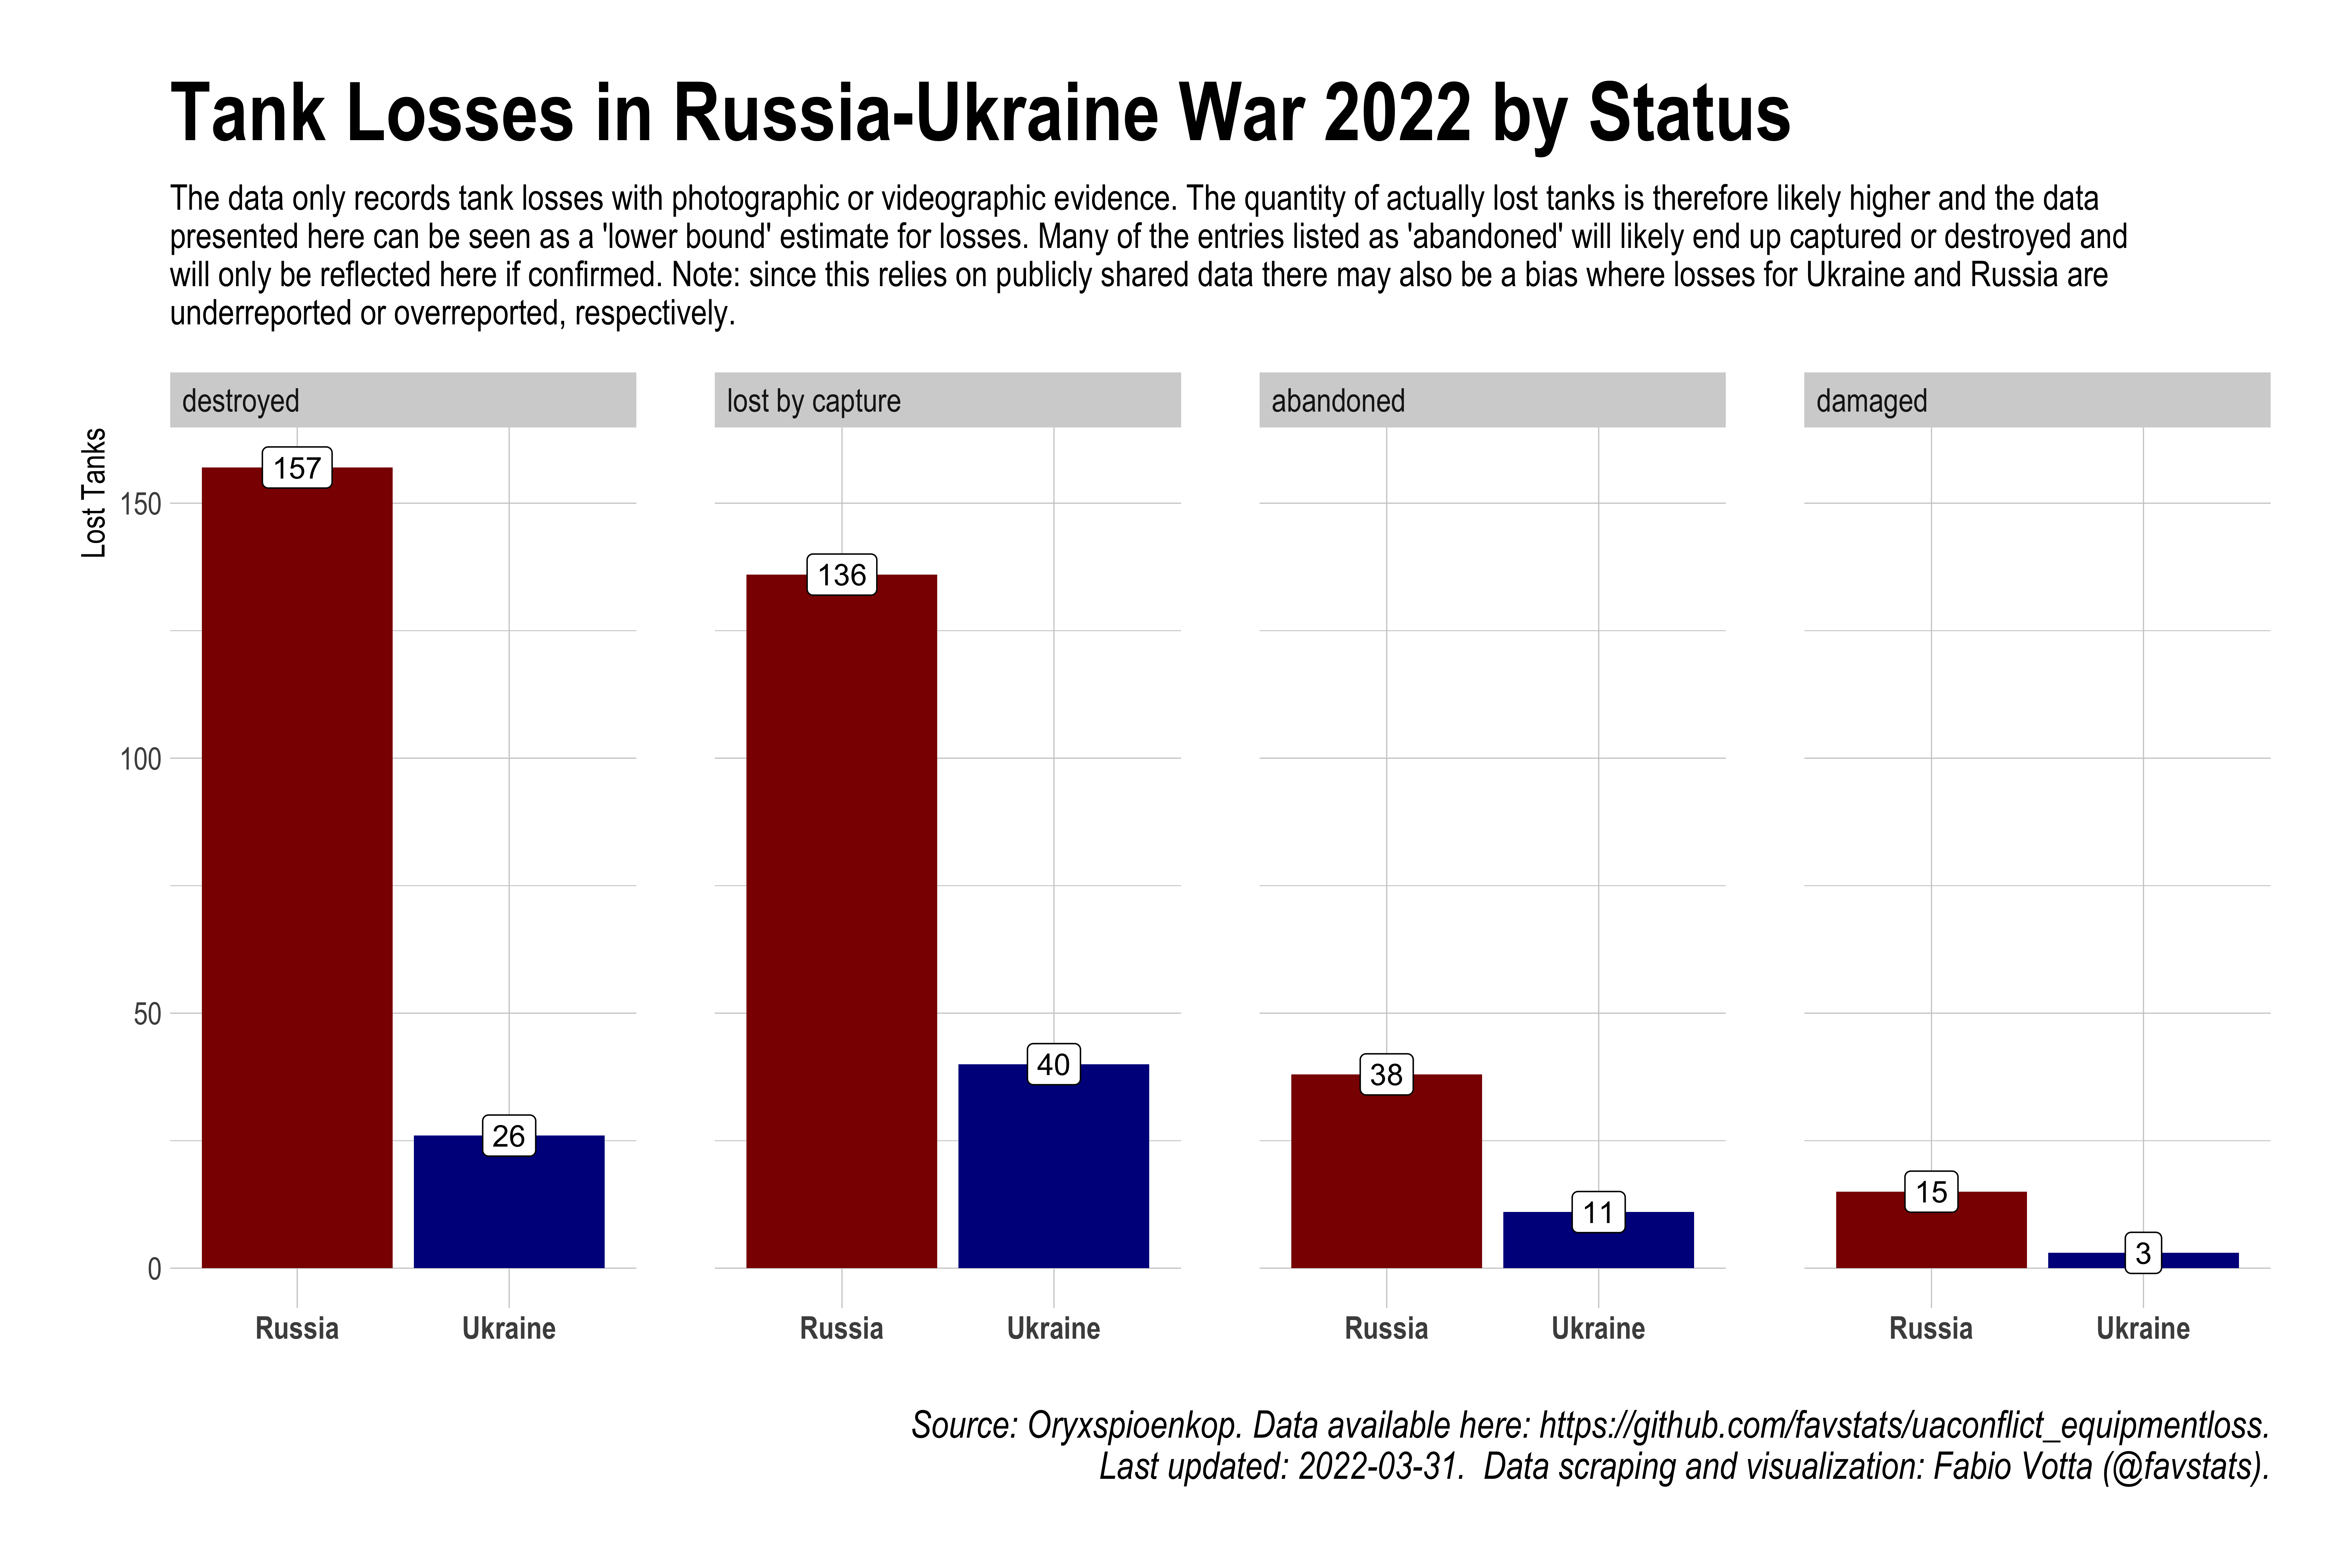 Tank Losses in Russia-Ukraine War 2022 by Status
The data only records tank losses with photographic or videographic evidence. The quantity of actually lost tanks is therefore likely higher and the data
presented here can be seen as a 'lower bound' estimate for losses. Many of the entries listed as 'abandoned' will likely end up captured or destroyed and
will only be reflected here if confirmed. Note: since this relies on publicly shared data there may also be a bias where losses for Ukraine and Russia are
underreported or overreported, respectively.
Lost Tanks
150
100
50
0
destroyed
157
26
Russia
Ukraine
lost by capture
136
40
Russia
Ukraine
abandoned
38
11
Russia
Ukraine
damaged
15
3
Russia
Ukraine
Source: Oryxspioenkop. Data available here: https://github.com/favstats/uaconflict_equipmentloss.
Last updated: 2022-03-31.  Data scraping and visualization: Fabio Votta (@favstats).